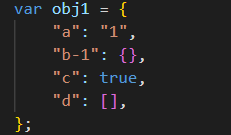 var obj1 = {
"a": "1",
"b-1": {},
"c": true,
"d": [],
};